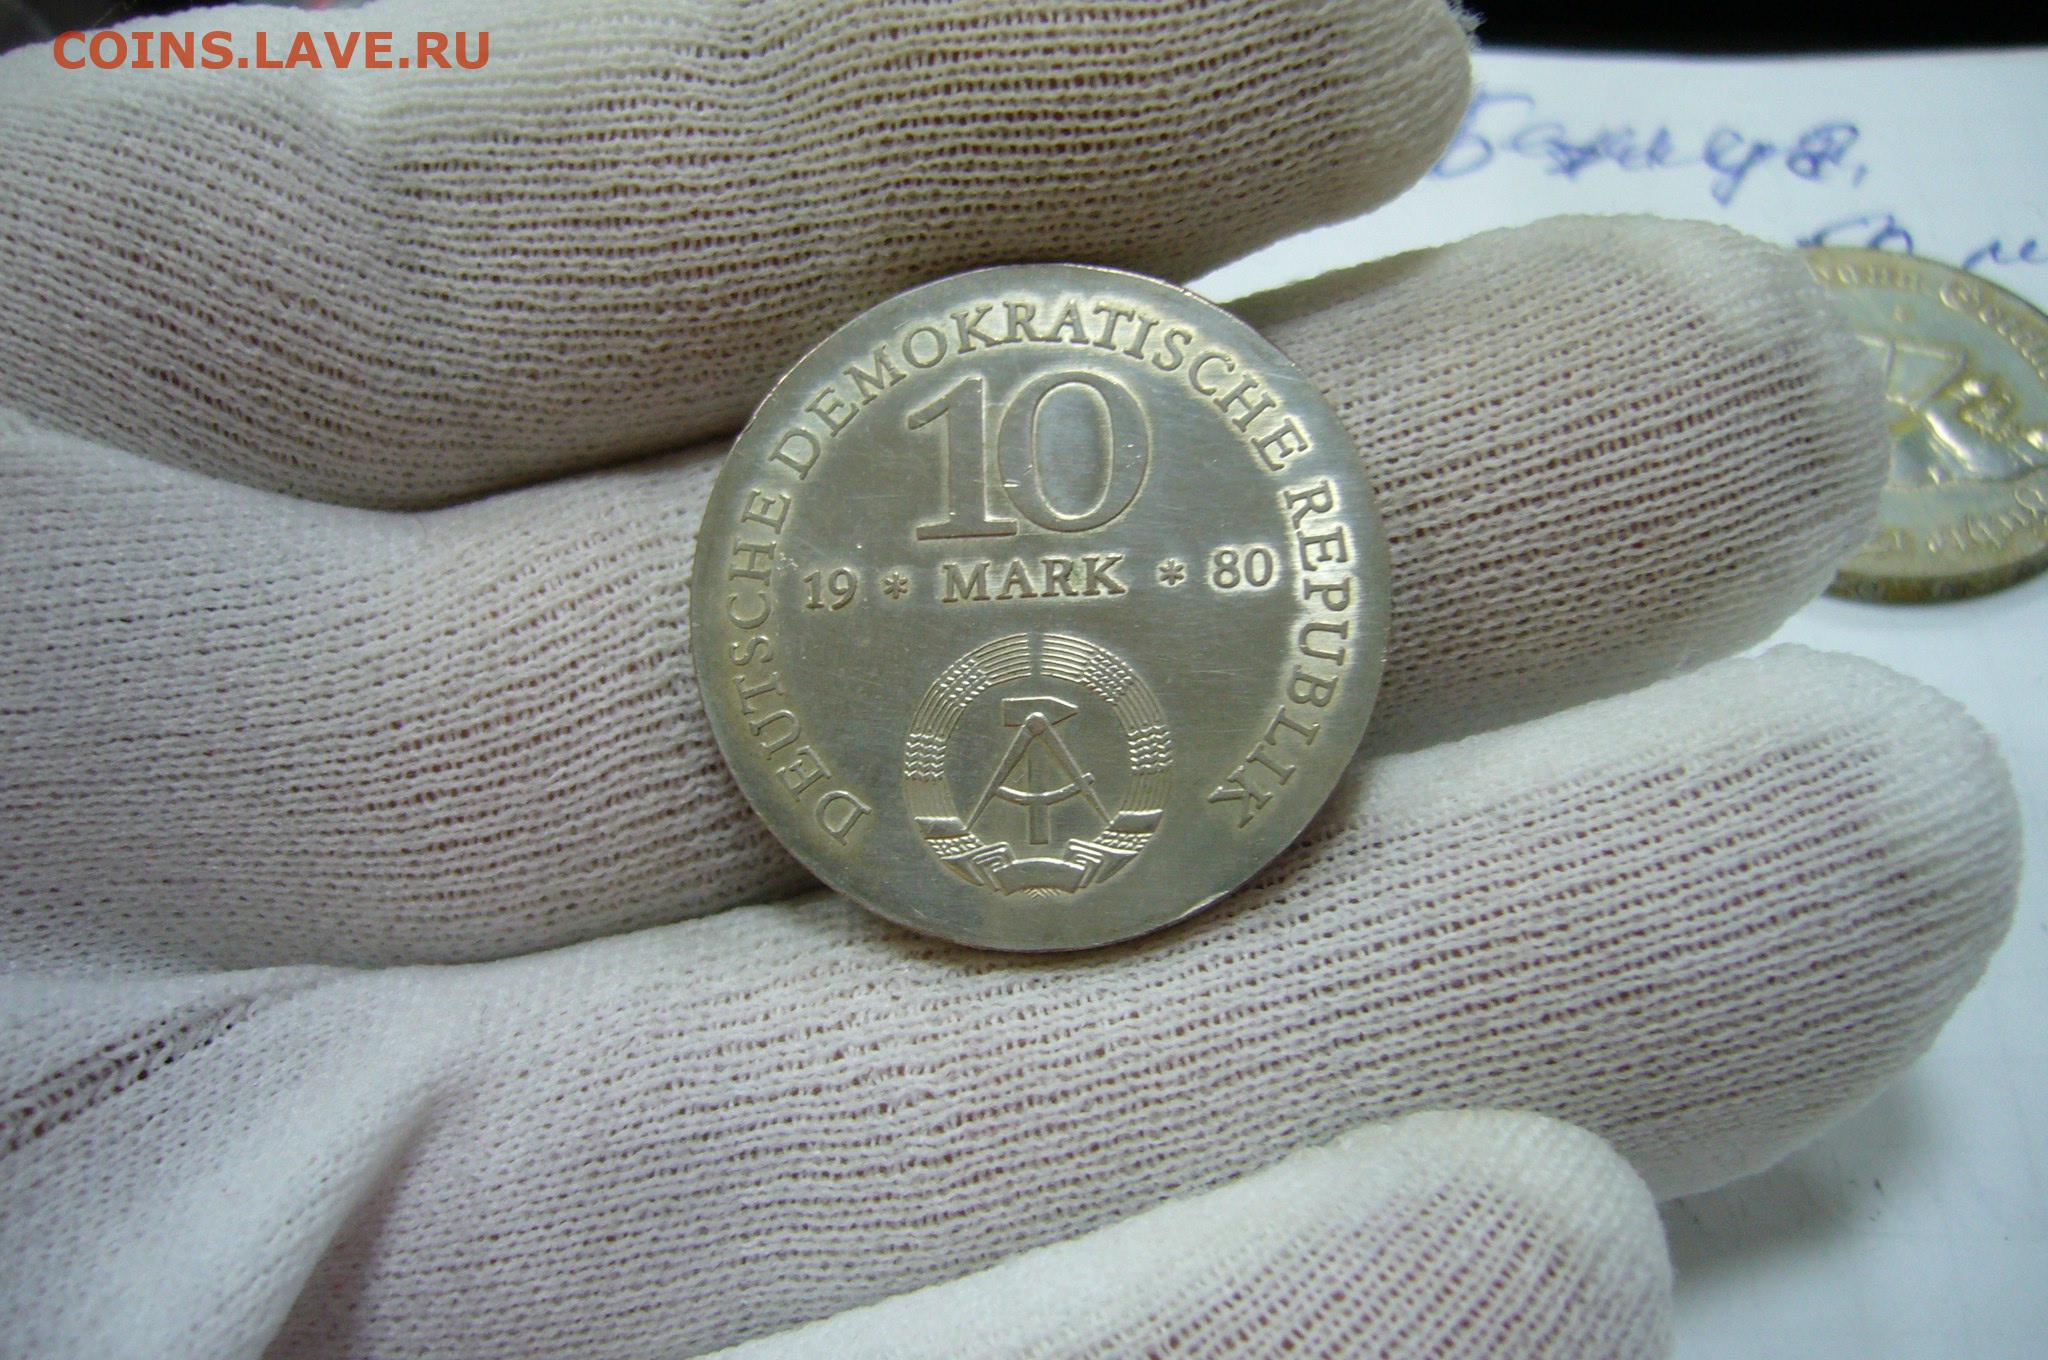 COINS.LAVE.RU
DEUTSCHE DEMOKRATISCHE REPUBLIK
10
19 * MARK * 80